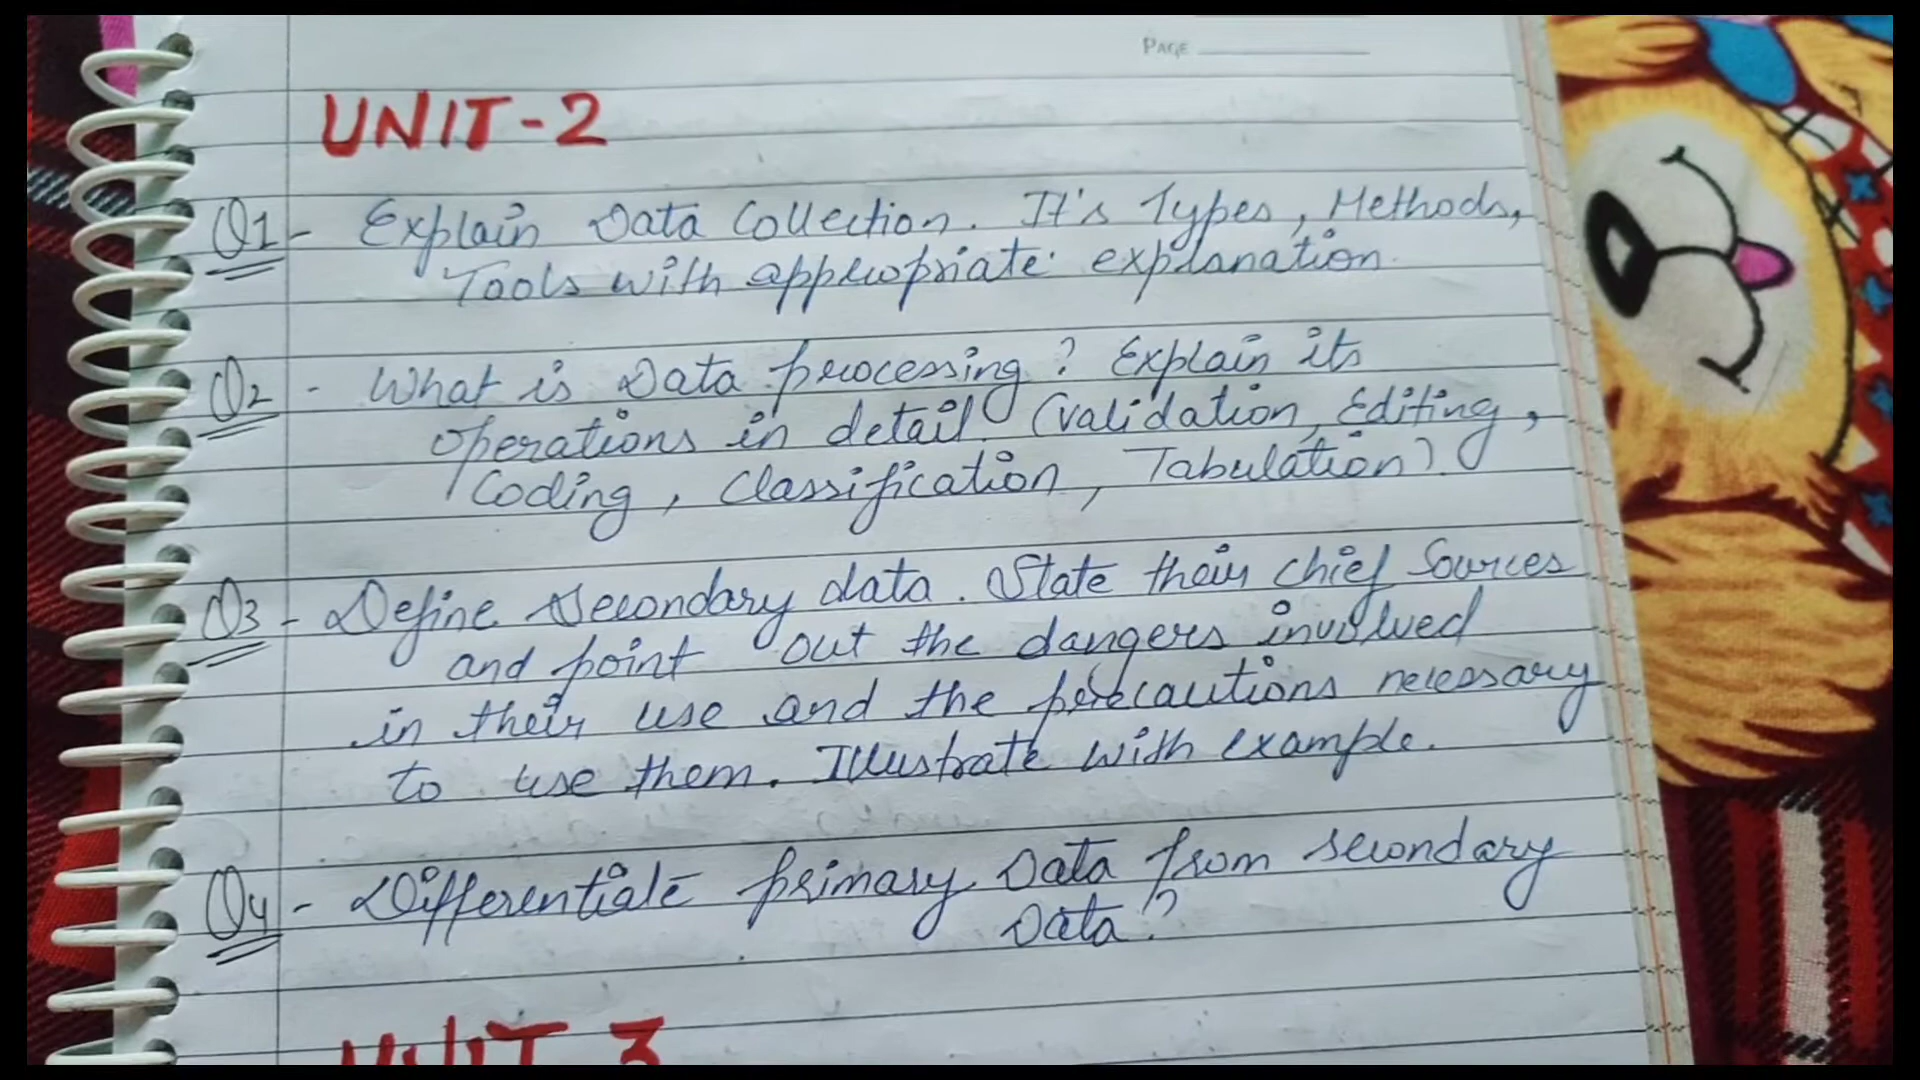 PAGE
UNIT-2
Q1 - Explain Data Collection. It's Types, Methods,
Tools with appropriate explanation.
Q2 - What is Data processing? Explain its
operations in detail. (validation, Editing,
Coding, Classification, Tabulation).
Q3 - Define Secondary data. State their chief Sources
and point out the dangers involved
in their use and the precautions necessary
to use them. Illustrate with example.
Q4 - Differentiate primary Data from secondary
Data?
UNIT 3